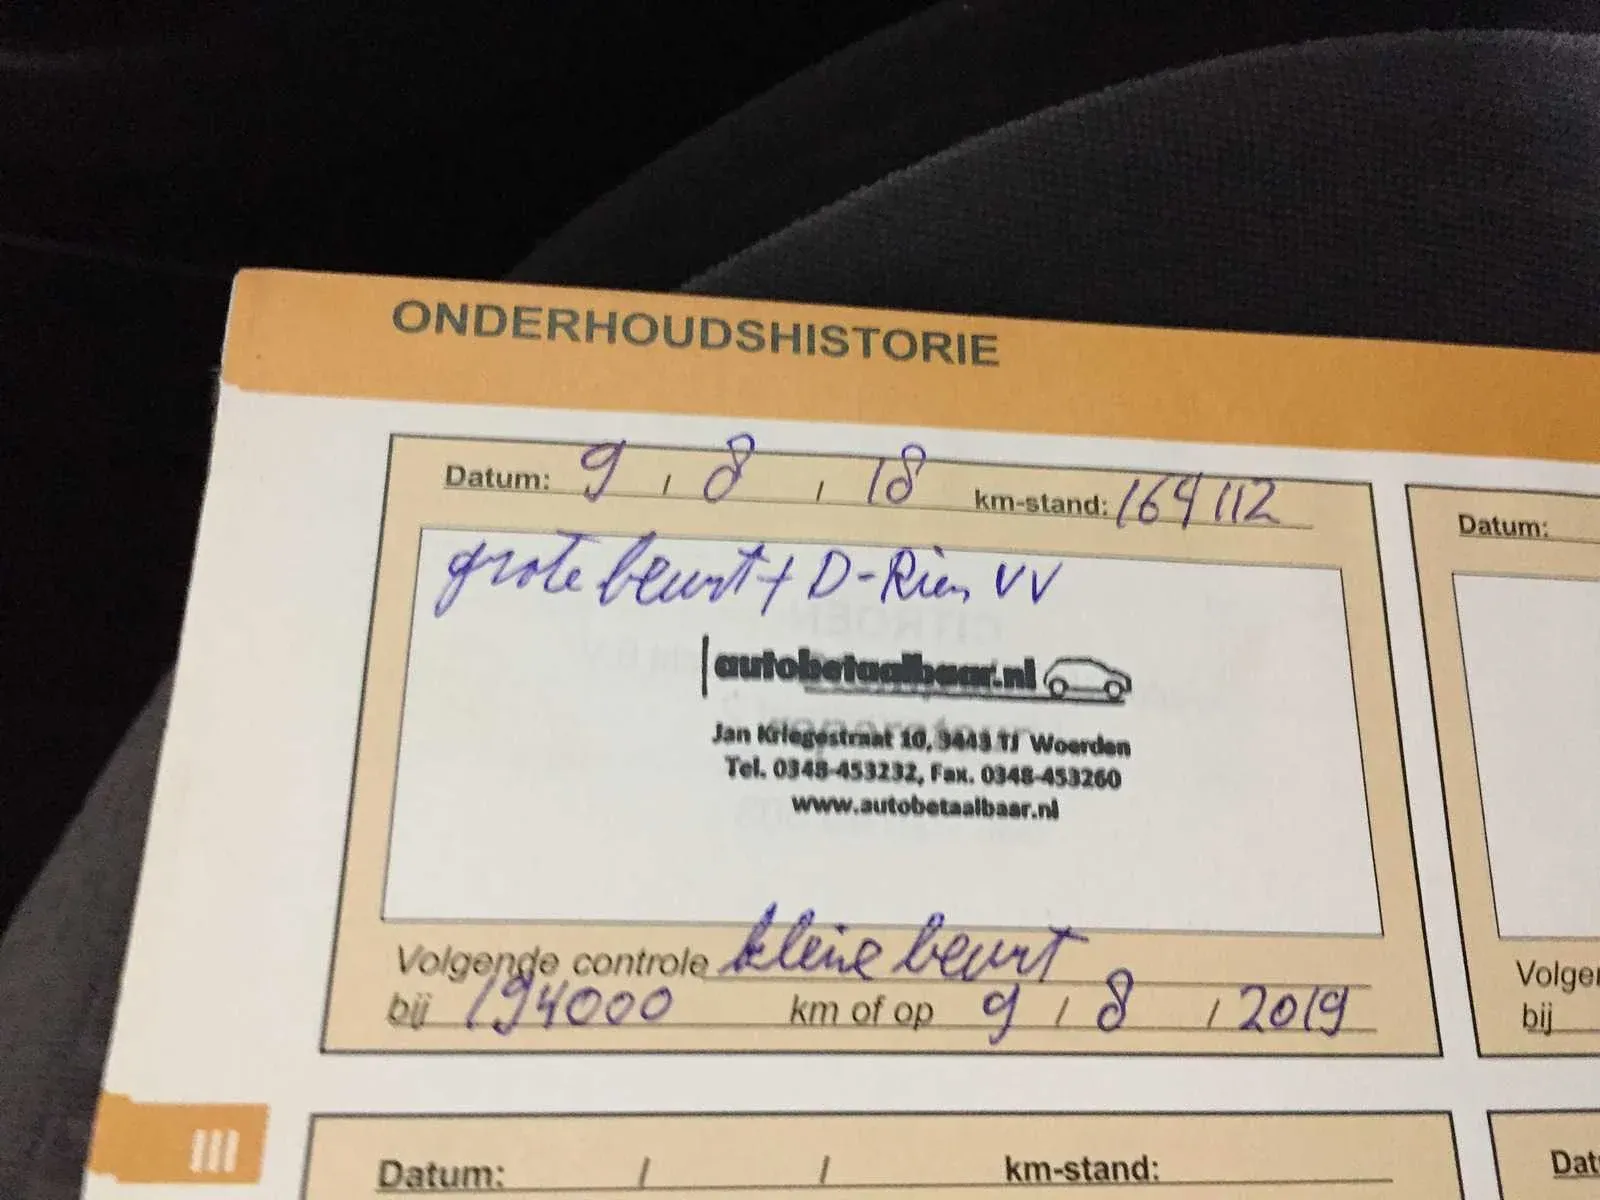 ONDERHOUDSHISTORIE
Datum: 9 / 8 / 18 km-stand: 164112
grote beurt + D-Riem VV
autobetaalbaar.nl
Jan Kriegestraat 10, 3443 TJ Woerden
Tel. 0348-453232, Fax. 0348-453260
www.autobetaalbaar.nl
Volgende controle kleine beurt
bij 194000 km of op 9 / 8 / 2019
Datum:
Volgen
bij
III
Datum: / / km-stand:
Dat